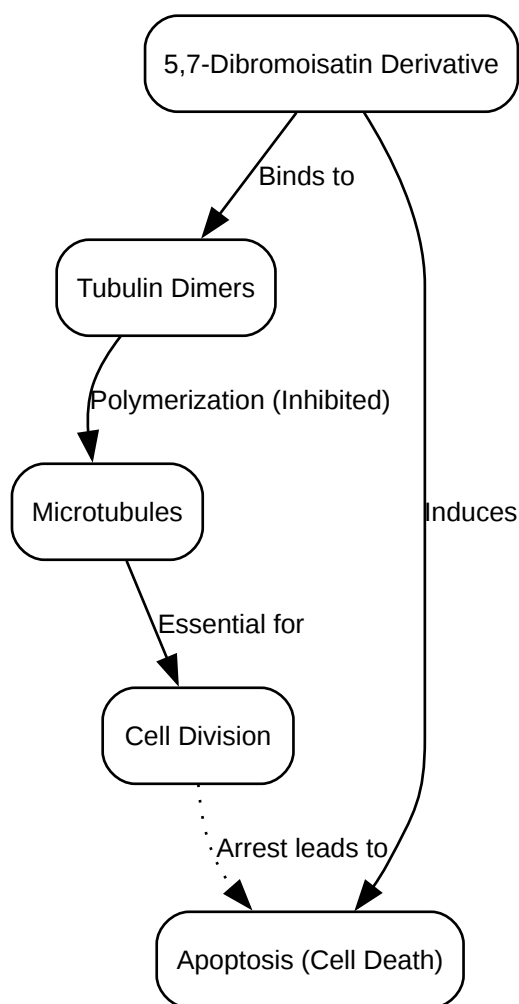 5,7-Dibromoisatin Derivative
Binds to
Tubulin Dimers
Polymerization (Inhibited)
Microtubules
Induces
Essential for
Cell Division
Arrest leads to
Apoptosis (Cell Death)